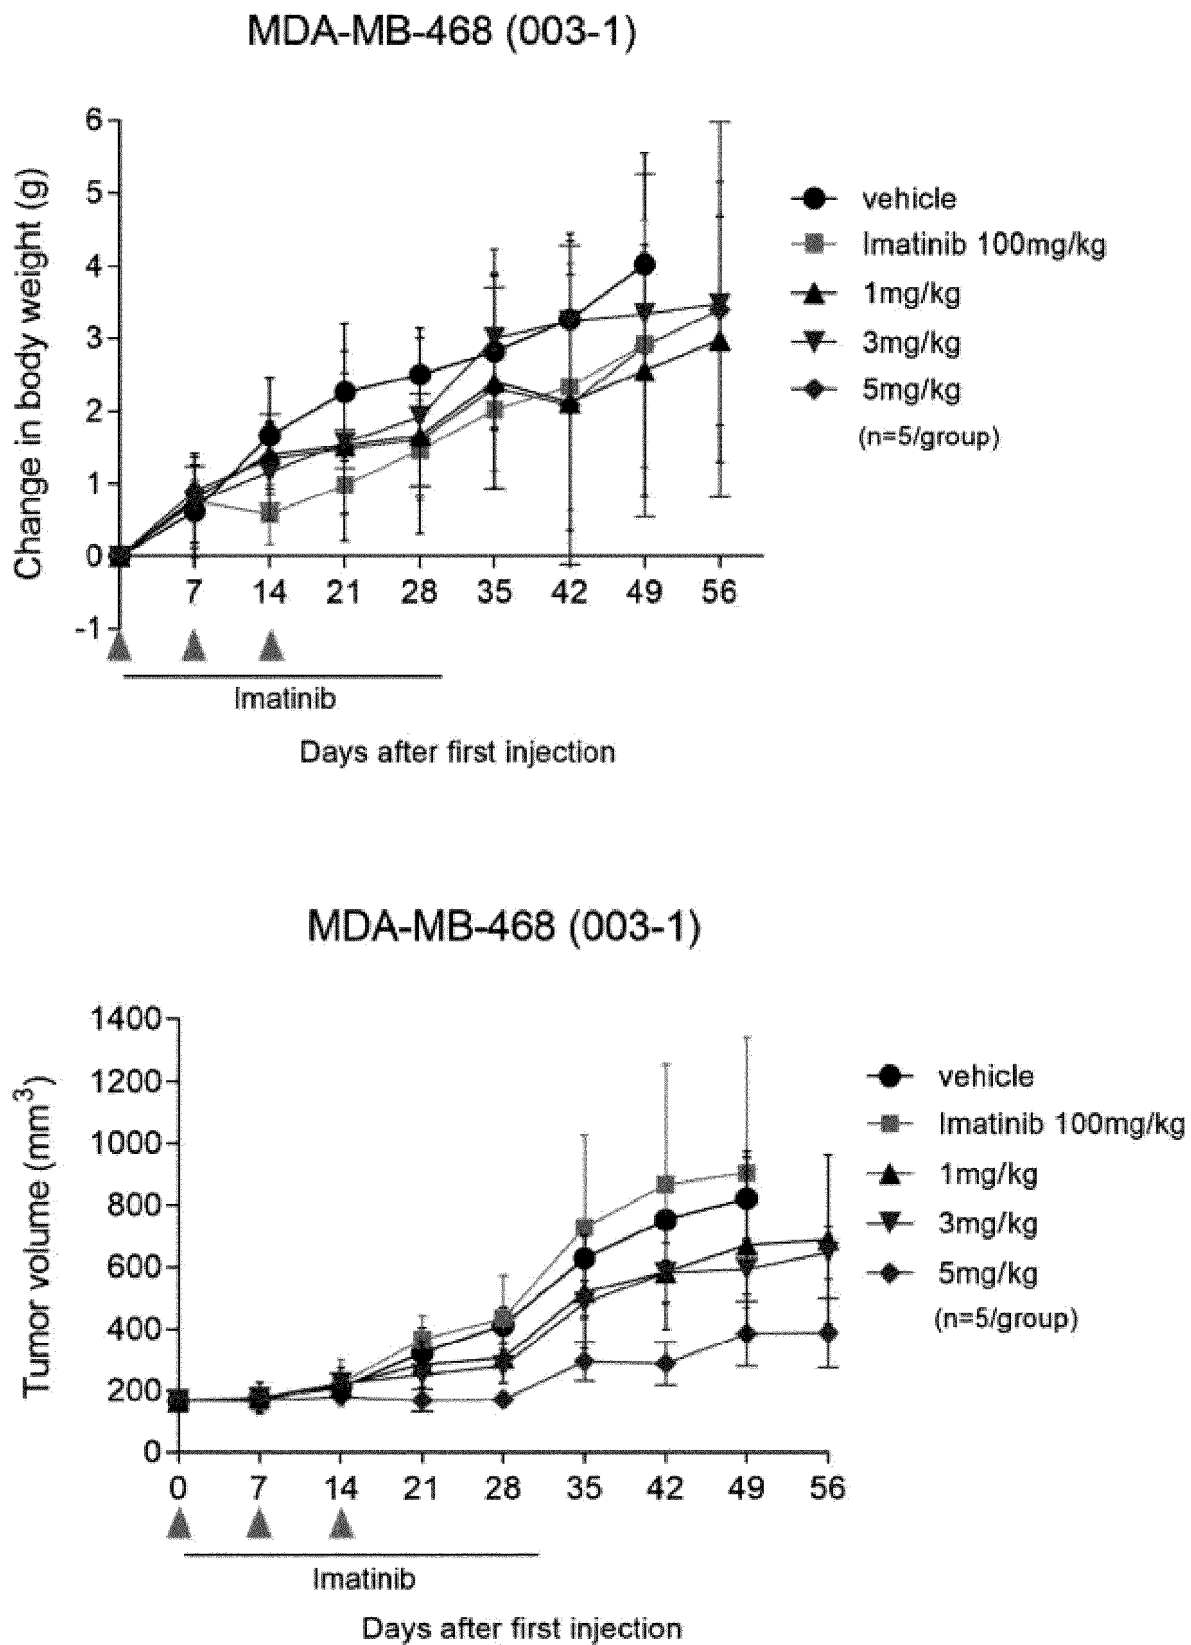 MDA-MB-468 (003-1)
Change in body weight (g)
6
5
4
3
2
1
0
-1
7 14 21 28 35 42 49 56
Imatinib
Days after first injection
vehicle
Imatinib 100mg/kg
1mg/kg
3mg/kg
5mg/kg
(n=5/group)
MDA-MB-468 (003-1)
Tumor volume (mm³)
1400
1200
1000
800
600
400
200
0
0 7 14 21 28 35 42 49 56
Imatinib
Days after first injection
vehicle
Imatinib 100mg/kg
1mg/kg
3mg/kg
5mg/kg
(n=5/group)